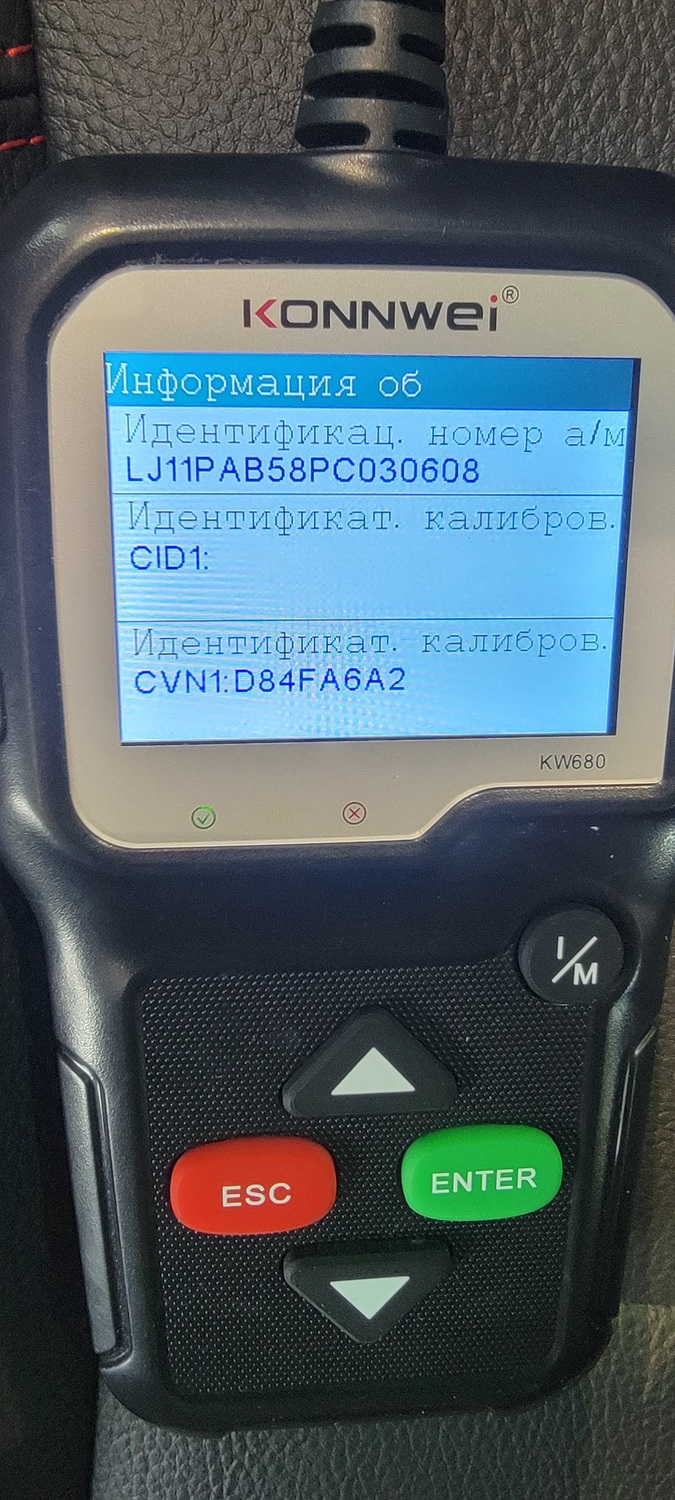 KONNWEI®
Информация об
Идентификац. номер а/м
LJ11PAB58PC030608
Идентификат. калибров.
CID1:
Идентификат. калибров.
CVN1:D84FA6A2
KW680
I/M
ESC
ENTER